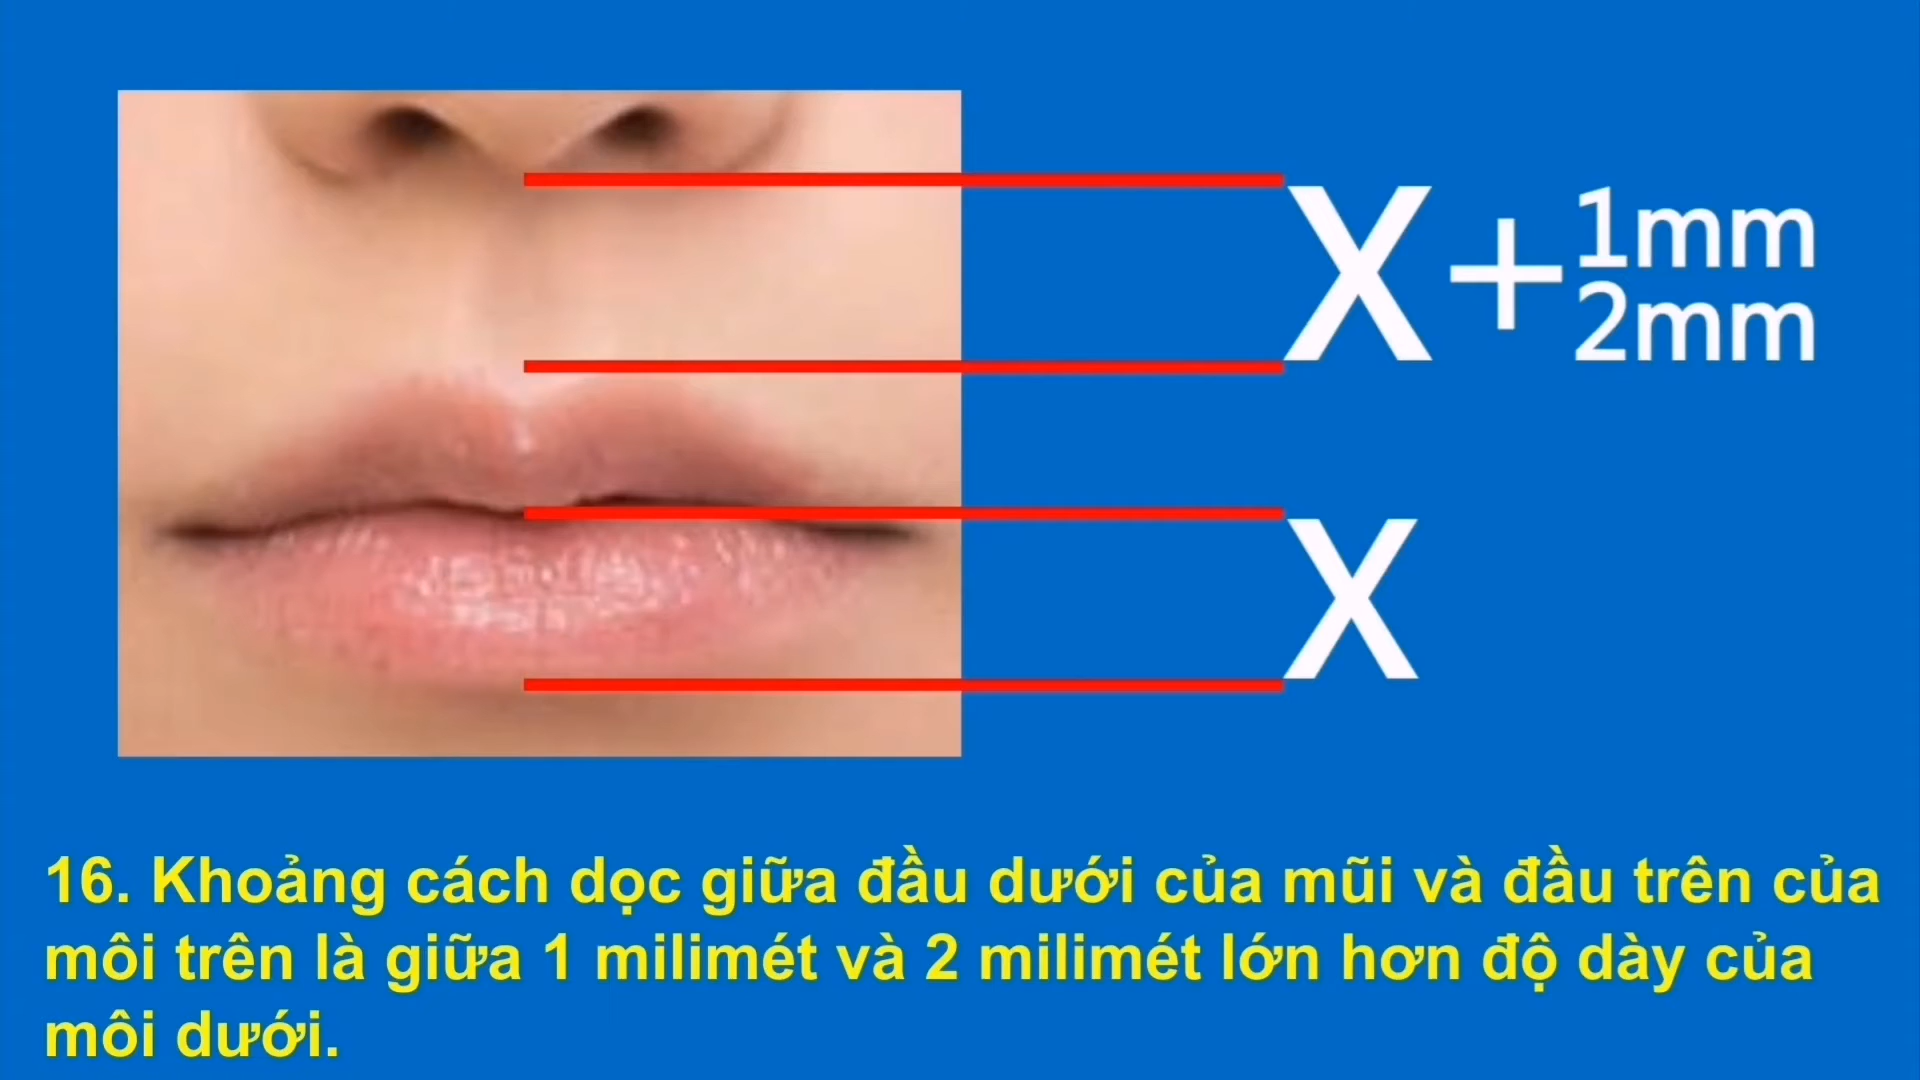 X+1mm
2mm
X
16. Khoảng cách dọc giữa đầu dưới của mũi và đầu trên của
môi trên là giữa 1 milimét và 2 milimét lớn hơn độ dày của
môi dưới.